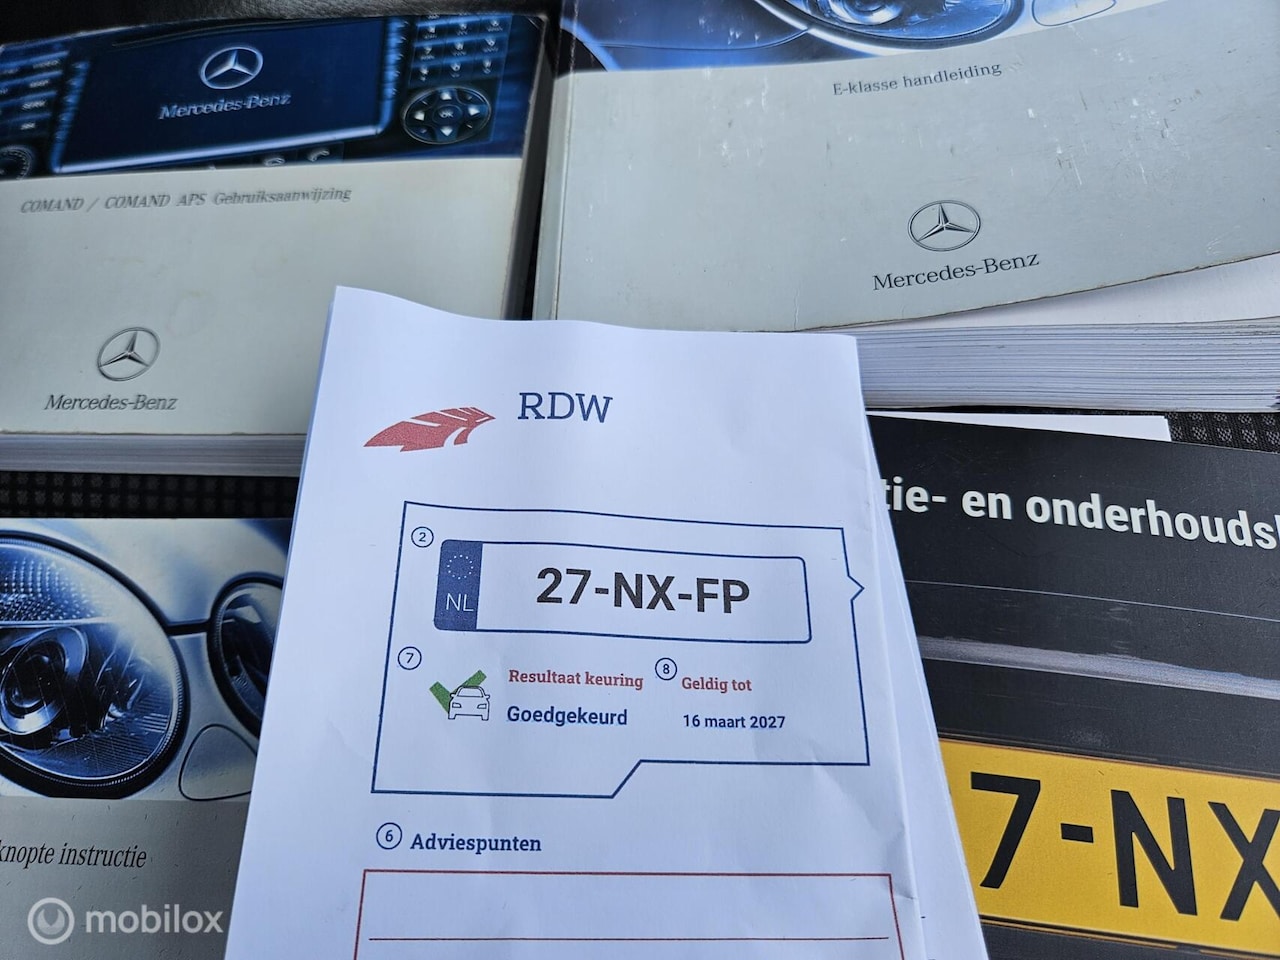 Mercedes-Benz
COMAND / COMAND APS Gebruiksaanwijzing
Mercedes-Benz
E-klasse handleiding
Mercedes-Benz
RDW
2
NL
27-NX-FP
7
Resultaat keuring
8
Geldig tot
Goedgekeurd
16 maart 2027
6 Adviespunten
tie- en onderhouds
7-NX
knopte instructie
mobilox